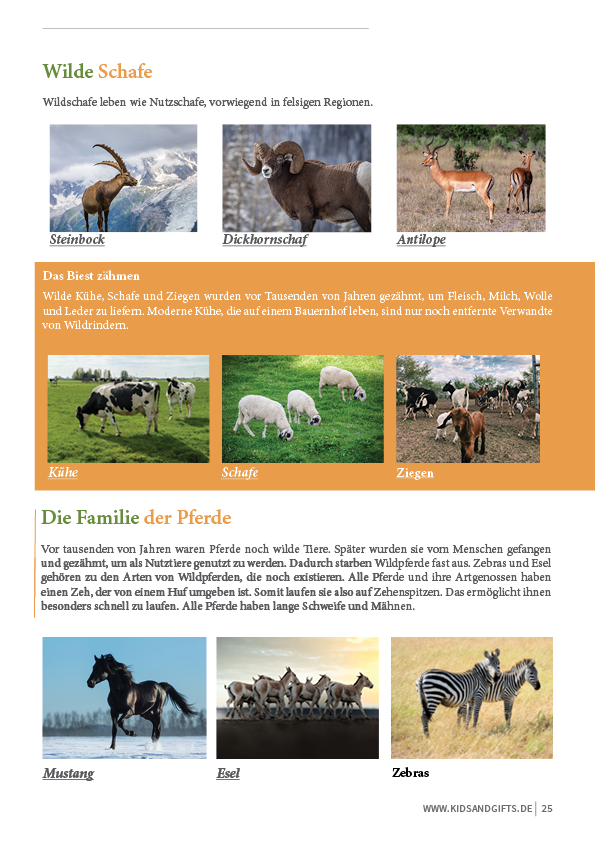 Wilde Schafe
Wildschafe leben wie Nutzschafe, vorwiegend in felsigen Regionen.
Steinbock
Dickhornschaf
Antilope
Das Biest zähmen
Wilde Kühe, Schafe und Ziegen wurden vor Tausenden von Jahren gezähmt, um Fleisch, Milch, Wolle
und Leder zu liefern. Moderne Kühe, die auf einem Bauernhof leben, sind nur noch entfernte Verwandte
von Wildrindern.
Kühe
Schafe
Ziegen
Die Familie der Pferde
Vor tausenden von Jahren waren Pferde noch wilde Tiere. Später wurden sie vom Menschen gefangen
und gezähmt, um als Nutztiere genutzt zu werden. Dadurch starben Wildpferde fast aus. Zebras und Esel
gehören zu den Arten von Wildpferden, die noch existieren. Alle Pferde und ihre Artgenossen haben
einen Zeh, der von einem Huf umgeben ist. Somit laufen sie also auf Zehenspitzen. Das ermöglicht ihnen
besonders schnell zu laufen. Alle Pferde haben lange Schweife und Mähnen.
Mustang
Esel
Zebras
WWW.KIDSANDGIFTS.DE | 25